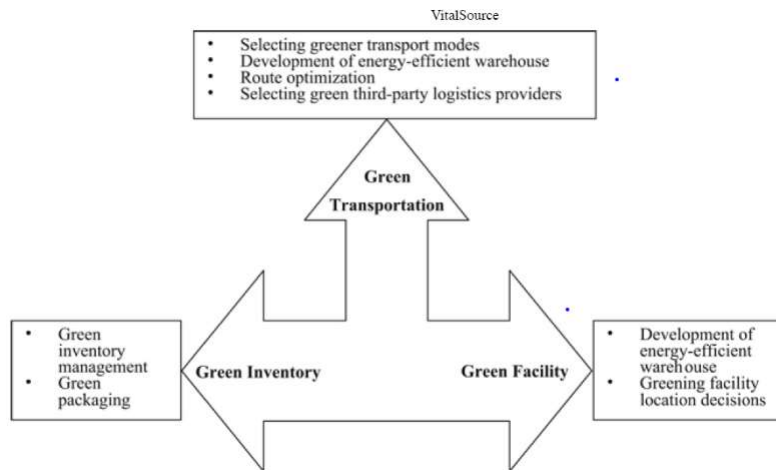 VitalSource
• Selecting greener transport modes
• Development of energy-efficient warehouse
• Route optimization
• Selecting green third-party logistics providers
Green
Transportation
• Green
inventory
management
• Green
packaging
Green Inventory
Green Facility
• Development of
energy-efficient
warehouse
• Greening facility
location decisions